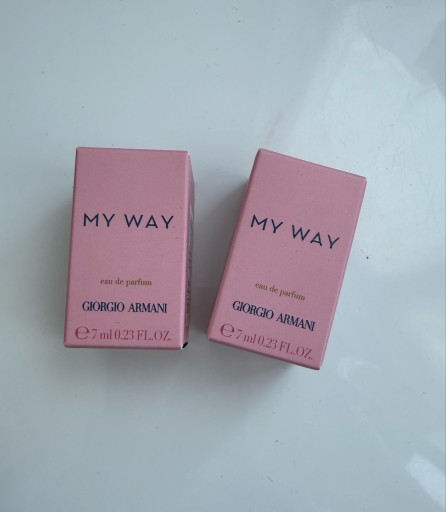 MY WAY
eau de parfum
GIORGIO ARMANI
℮ 7 ml 0.23 FL.OZ.
MY WAY
eau de parfum
GIORGIO ARMANI
℮ 7 ml 0.23 FL.OZ.